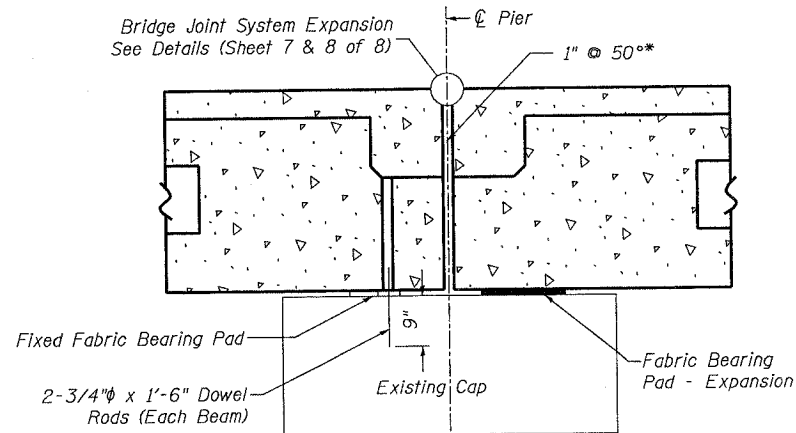 Bridge Joint System Expansion
See Details (Sheet 7 & 8 of 8)
℄ Pier
1" @ 50°*
Fixed Fabric Bearing Pad
9"
2-3/4"ϕ x 1'-6" Dowel
Rods (Each Beam)
Existing Cap
Fabric Bearing
Pad - Expansion